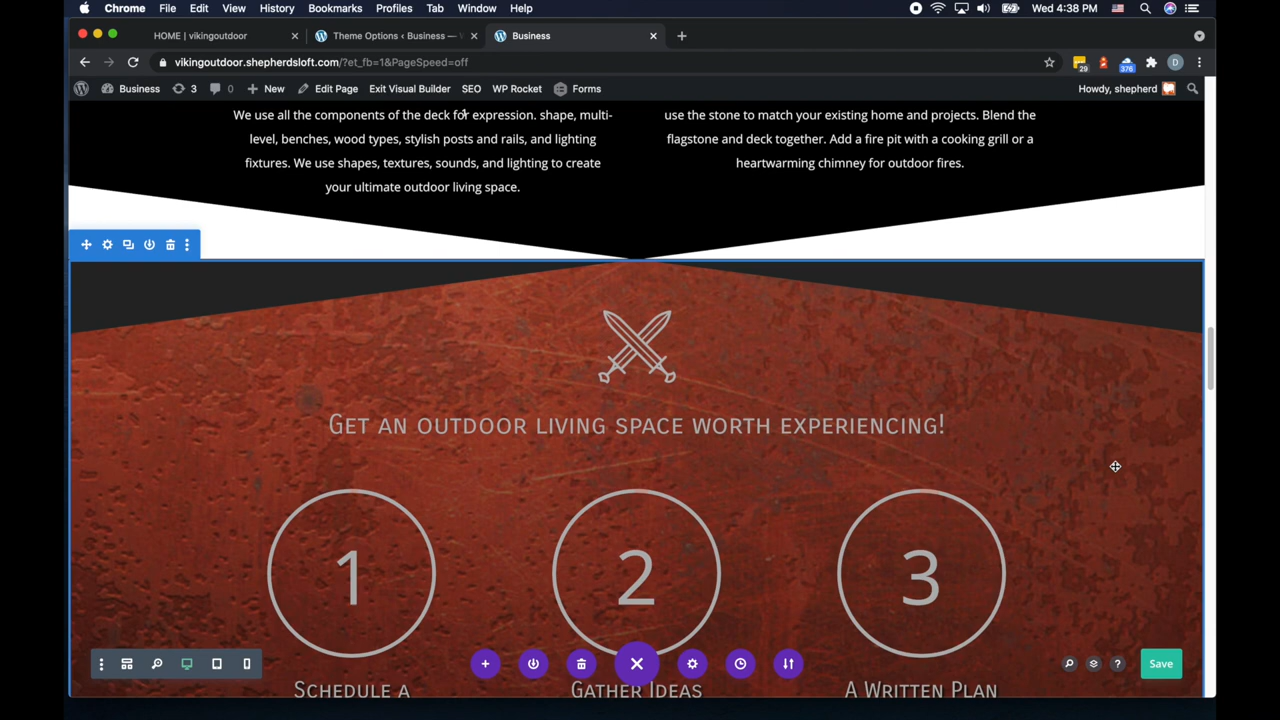 Chrome File Edit View History Bookmarks Profiles Tab Window Help Wed 4:38 PM
HOME | vikingoutdoor Theme Options ‹ Business — Business
vikingoutdoor.shepherdsloft.com/?et_fb=1&PageSpeed=off 29 376 D
Business 3 0 New Edit Page Exit Visual Builder SEO WP Rocket Forms Howdy, shepherd
We use all the components of the deck for expression. shape, multi-
level, benches, wood types, stylish posts and rails, and lighting
fixtures. We use shapes, textures, sounds, and lighting to create
your ultimate outdoor living space.
use the stone to match your existing home and projects. Blend the
flagstone and deck together. Add a fire pit with a cooking grill or a
heartwarming chimney for outdoor fires.
Get an outdoor living space worth experiencing!
1 2 3
Schedule a Gather Ideas A Written Plan
? Save